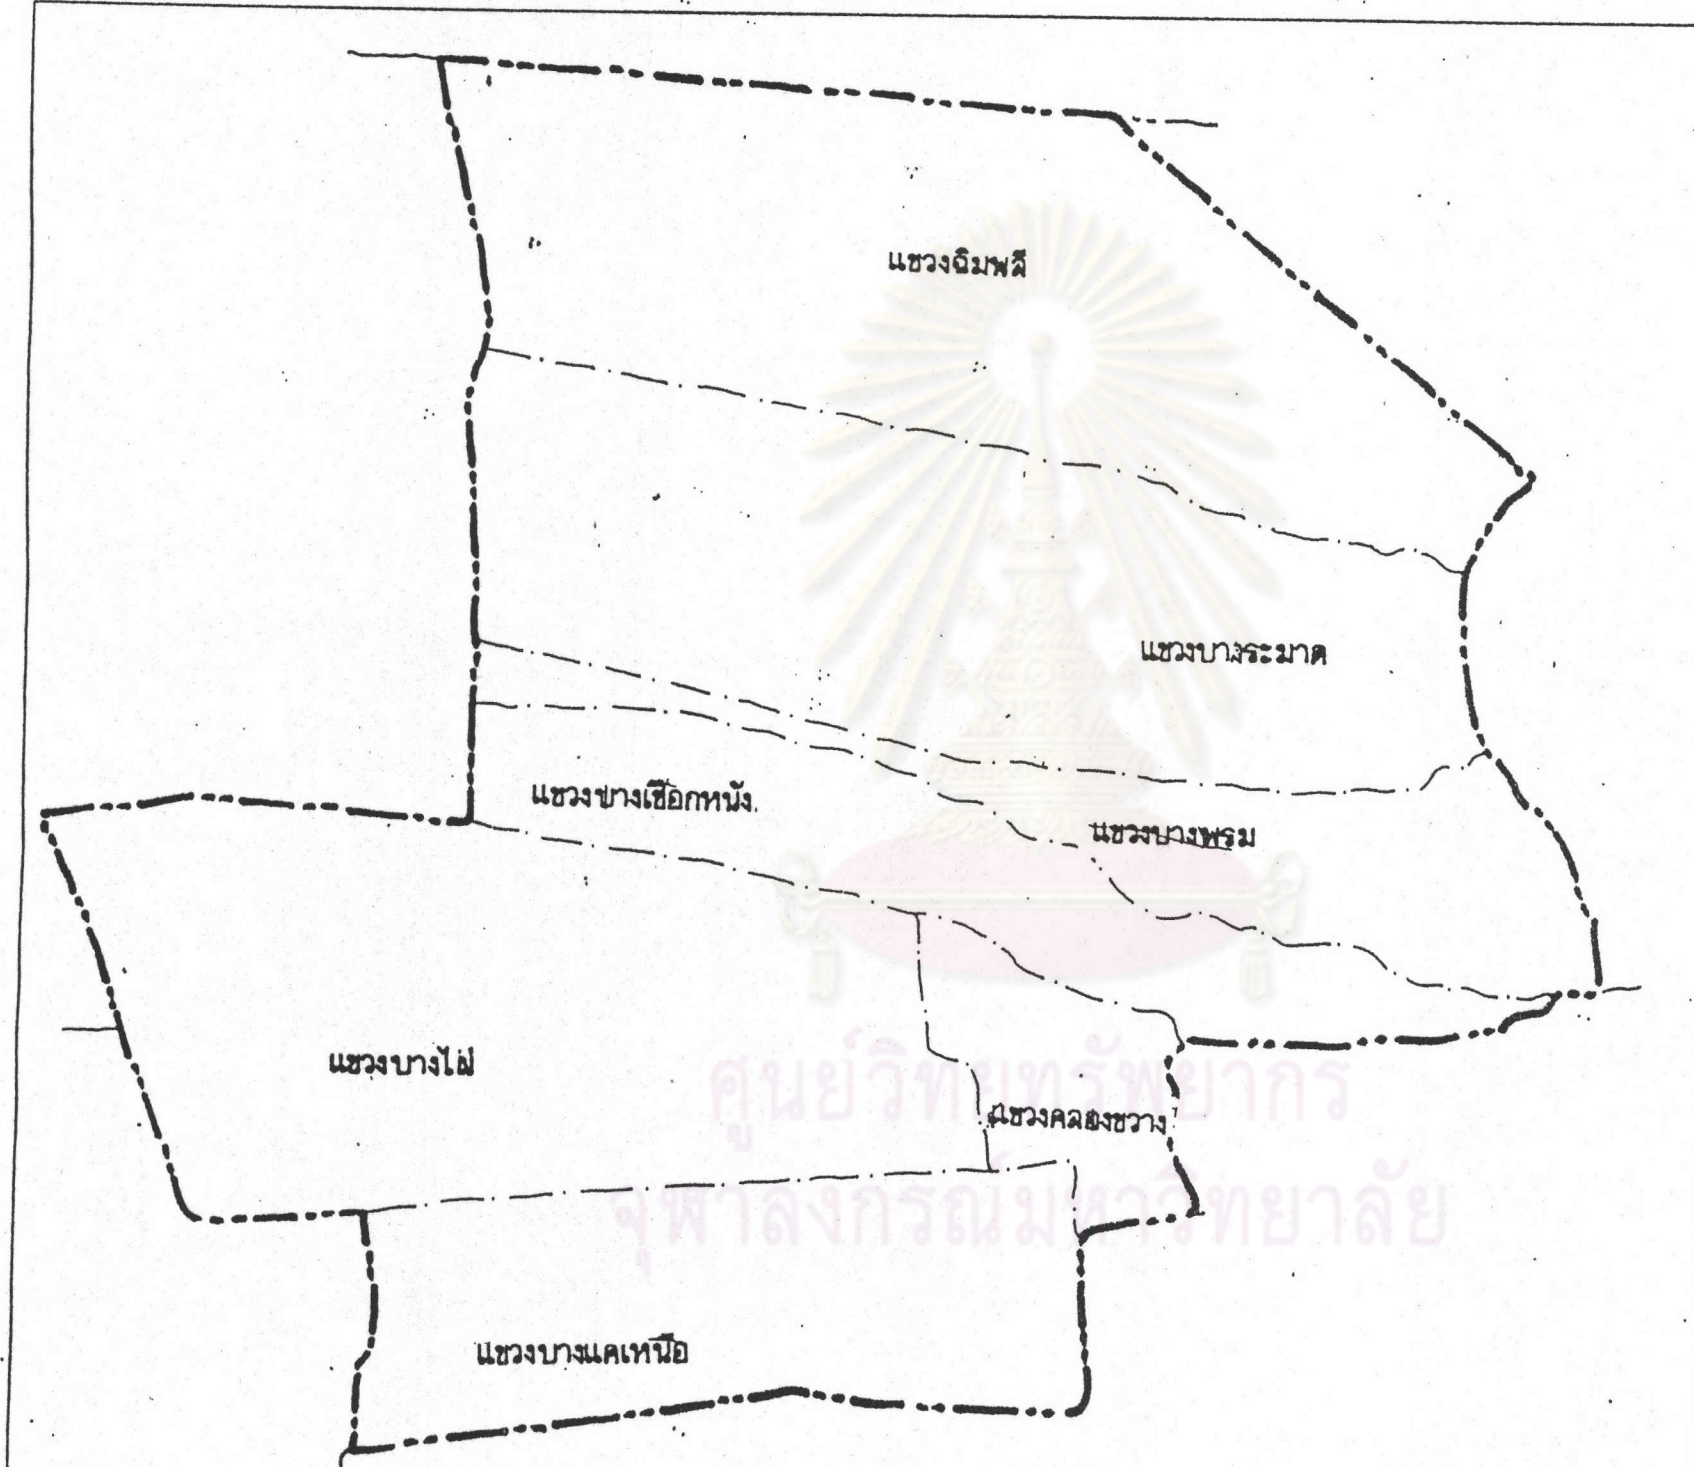 แขวงฉิมพลี
แขวงบางระมาด
แขวงบางเชือกหนัง
แขวงบางพรม
แขวงบางไผ่
ศูนย์วิทยทรัพยากร
แขวงคลองขวาง
จุฬาลงกรณ์มหาวิทยาลัย
แขวงบางแคเหนือ